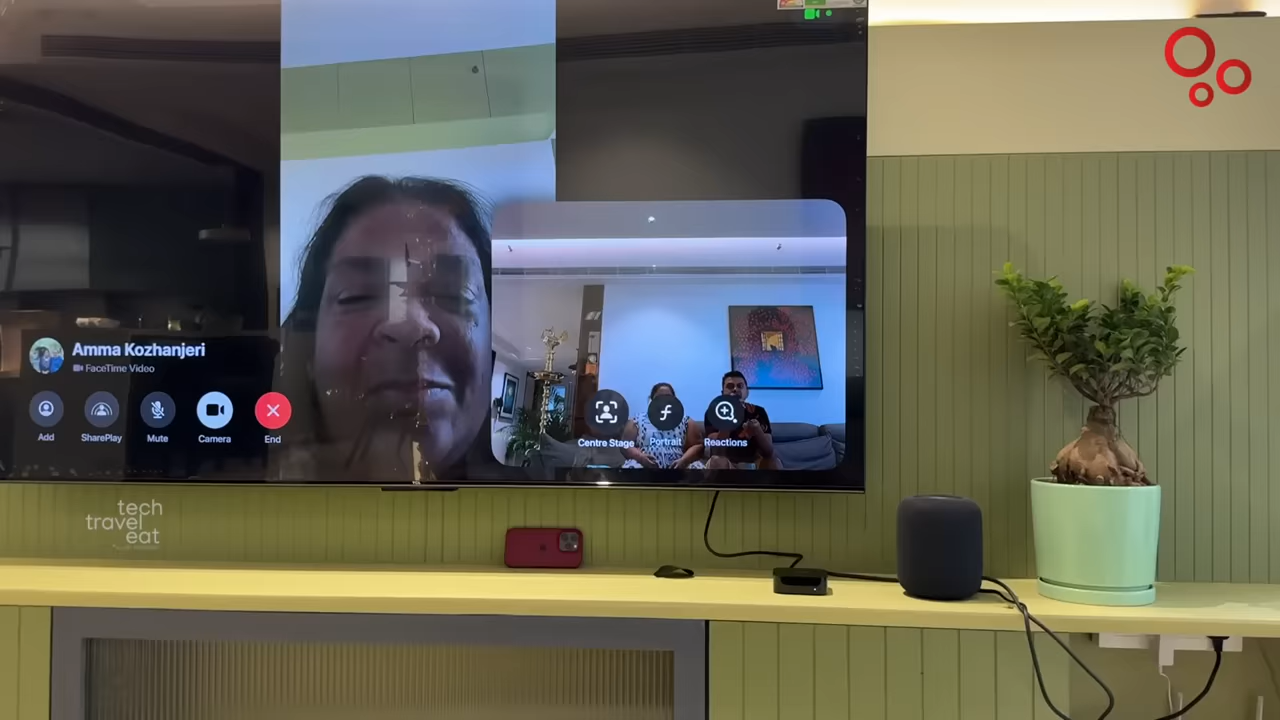 Amma Kozhanjeri
FaceTime Video
Add
SharePlay
Mute
Camera
End
Centre Stage
Portrait
Reactions
tech
travel
eat